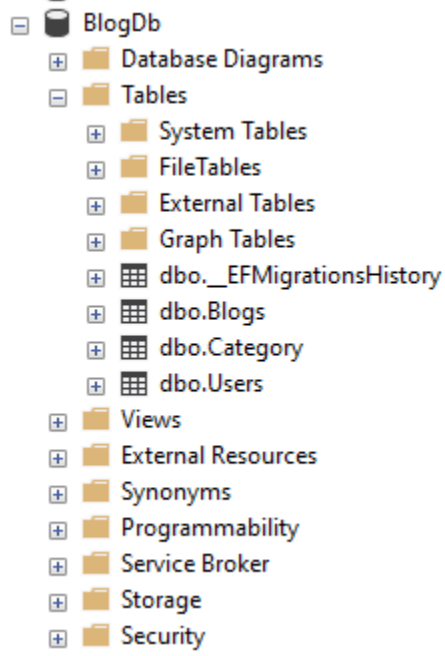 BlogDb
Database Diagrams
Tables
System Tables
FileTables
External Tables
Graph Tables
dbo.__EFMigrationsHistory
dbo.Blogs
dbo.Category
dbo.Users
Views
External Resources
Synonyms
Programmability
Service Broker
Storage
Security